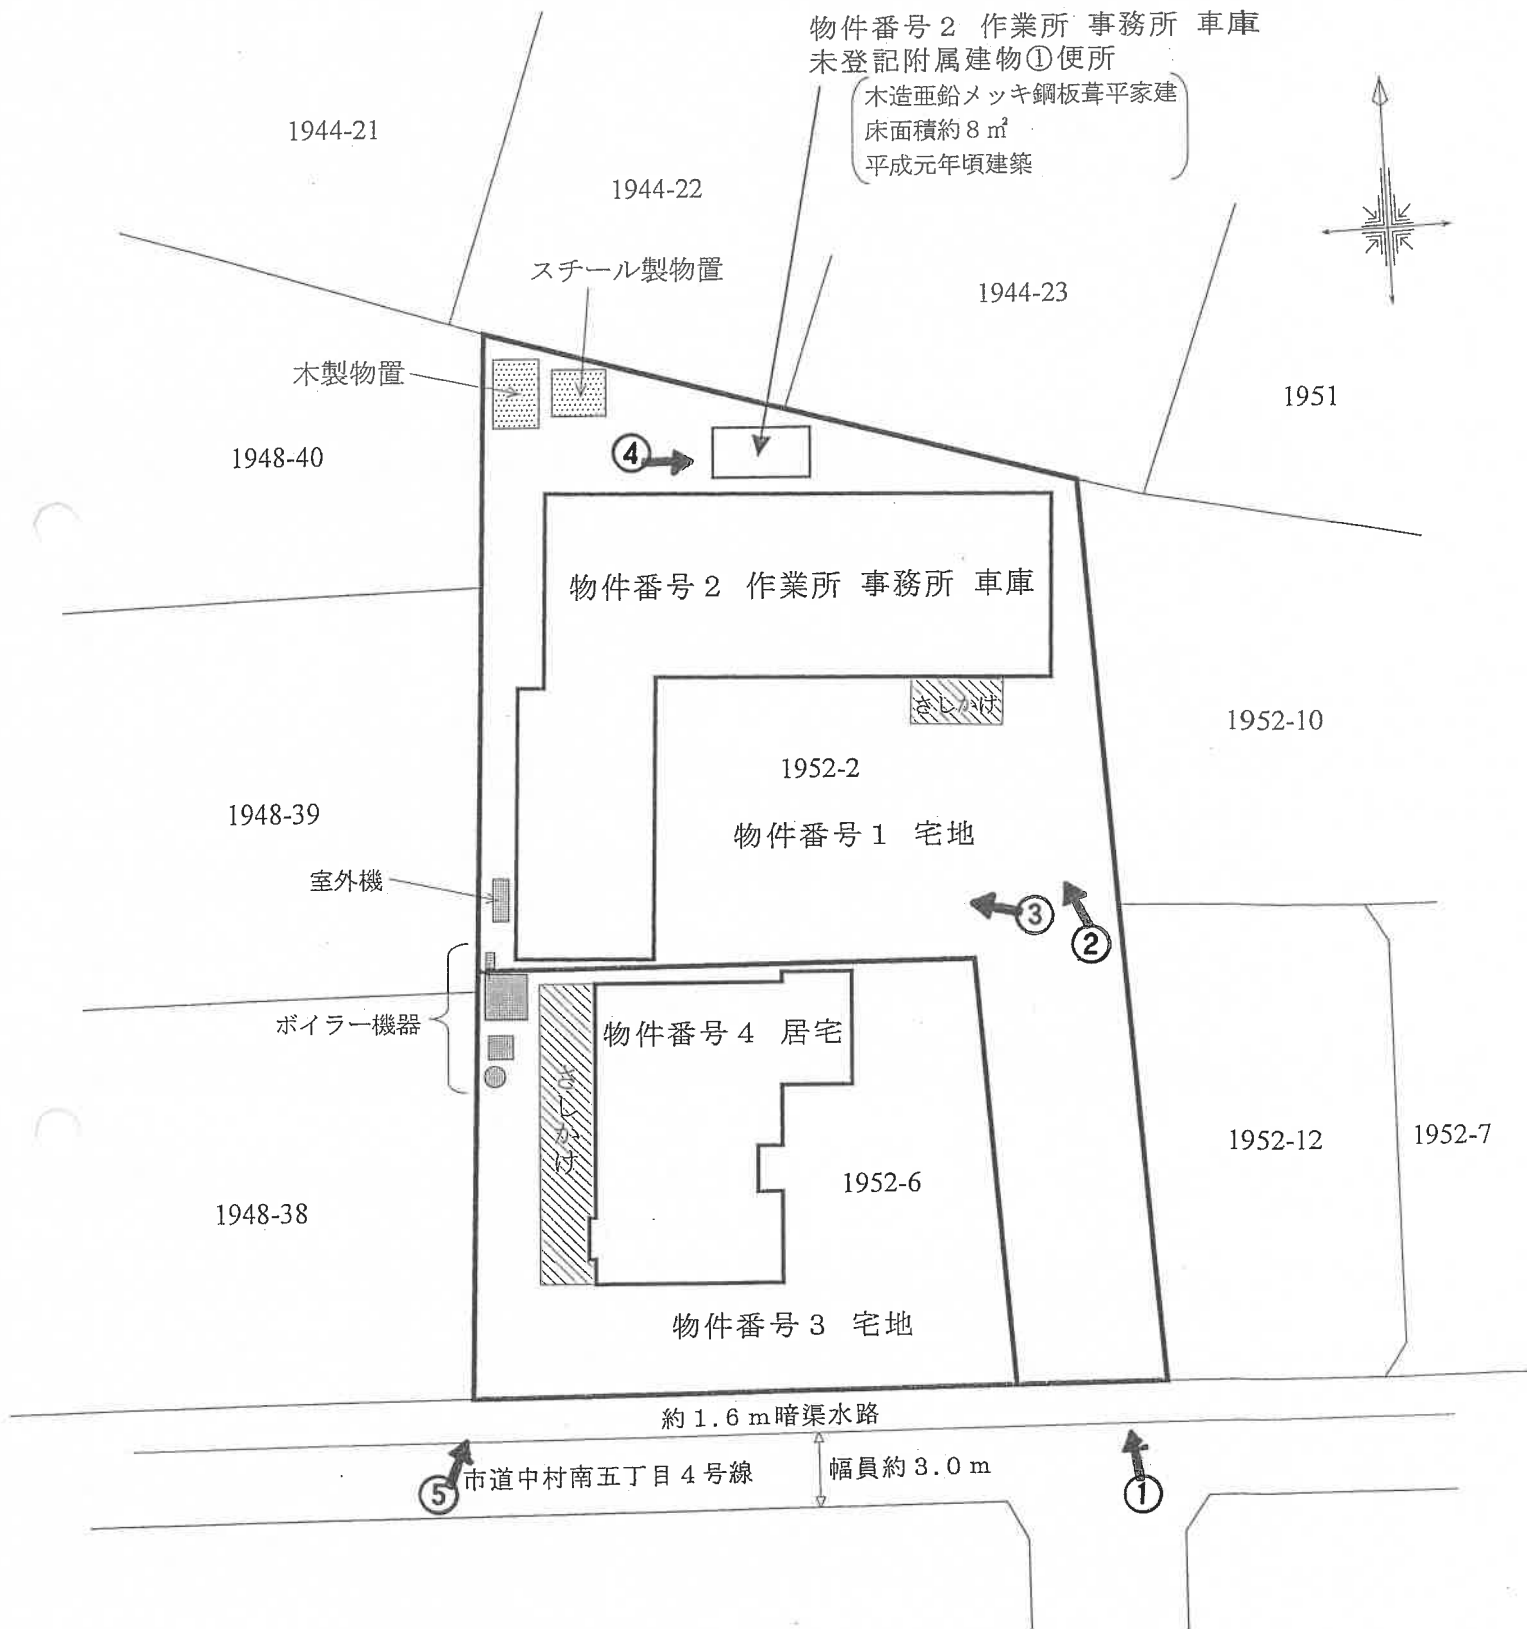 物件番号2 作業所 事務所 車庫
未登記附属建物①便所
木造亜鉛メッキ鋼板葺平家建
床面積約8㎡
平成元年頃建築
1944-21
1944-22
スチール製物置
1944-23
木製物置
1951
1948-40
④
物件番号2 作業所 事務所 車庫
さしかけ
1952-10
1952-2
1948-39
物件番号1 宅地
室外機
③
②
ボイラー機器
物件番号4 居宅
さしかけ
1952-12
1952-7
1952-6
1948-38
物件番号3 宅地
約1.6m暗渠水路
市道中村南五丁目4号線
幅員約3.0m
⑤
①